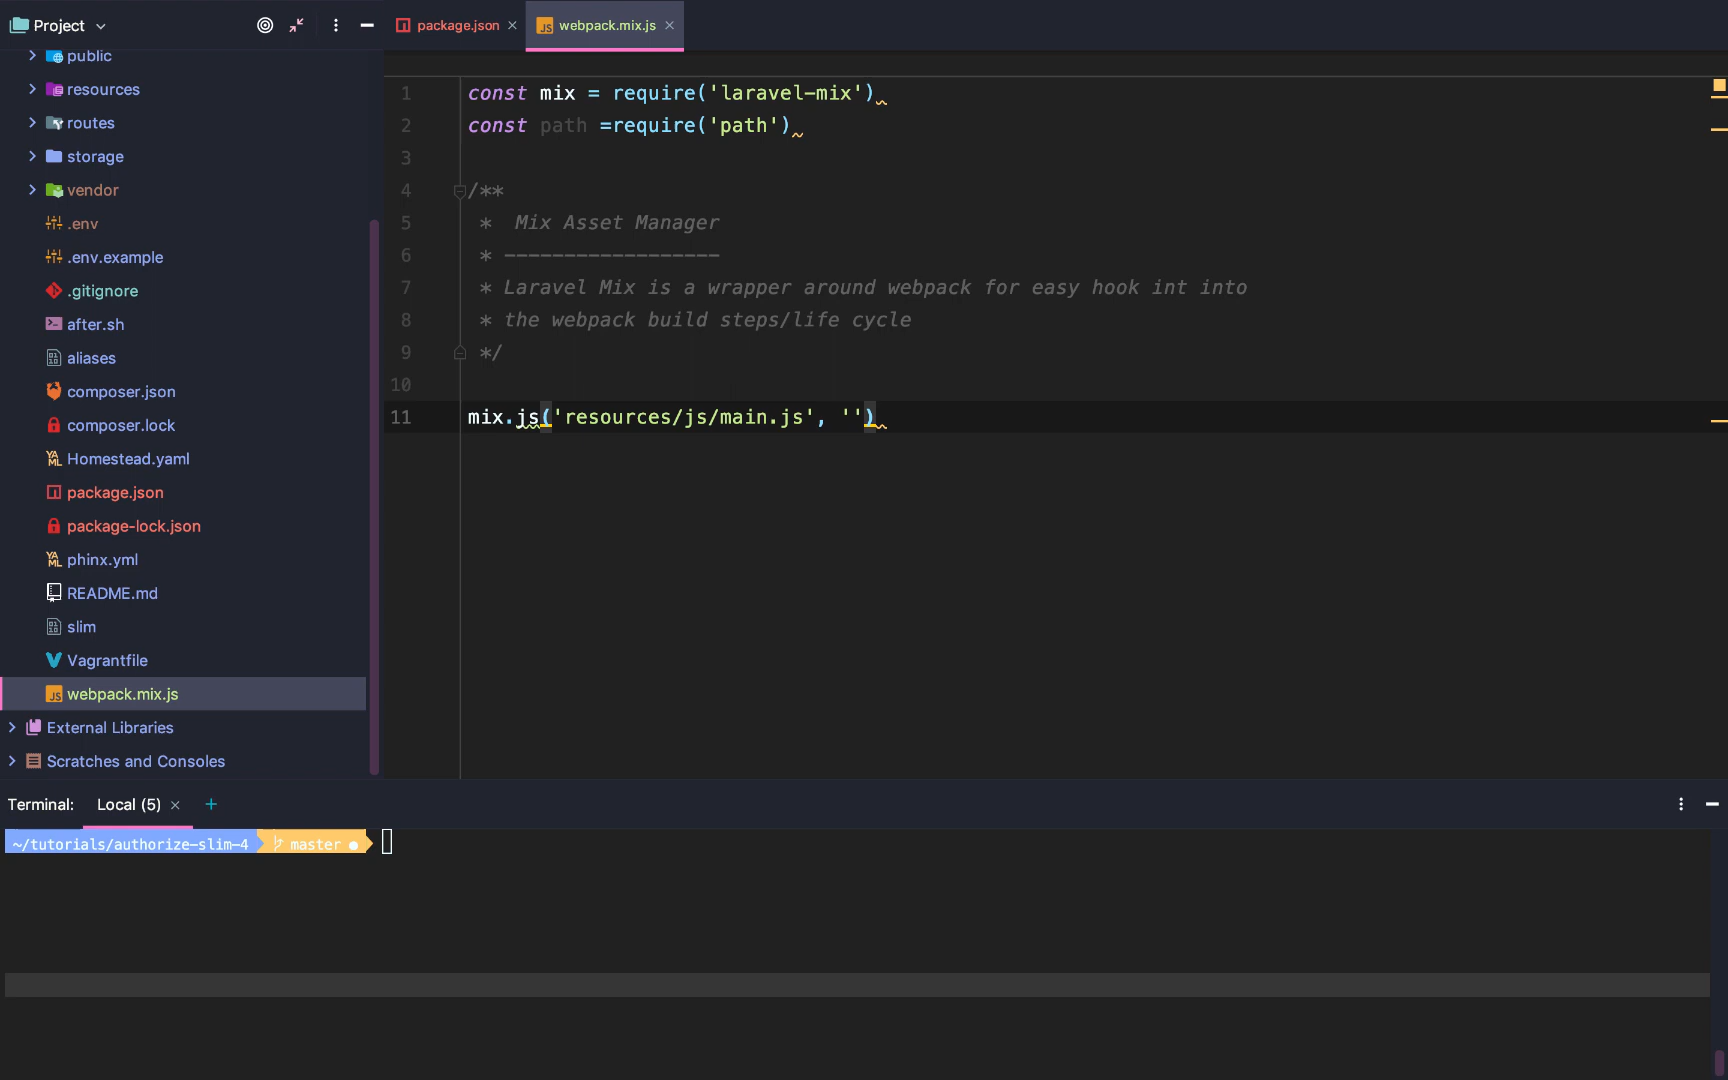 Project
package.json
webpack.mix.js
public
resources
routes
storage
vendor
.env
.env.example
.gitignore
after.sh
aliases
composer.json
composer.lock
Homestead.yaml
package.json
package-lock.json
phinx.yml
README.md
slim
Vagrantfile
webpack.mix.js
External Libraries
Scratches and Consoles
1 const mix = require('laravel-mix')
2 const path =require('path')
3
4 /**
5 * Mix Asset Manager
6 * ------------------
7 * Laravel Mix is a wrapper around webpack for easy hook int into
8 * the webpack build steps/life cycle
9 */
10
11 mix.js('resources/js/main.js', '')
Terminal: Local (5)
~/tutorials/authorize-slim-4 master ●